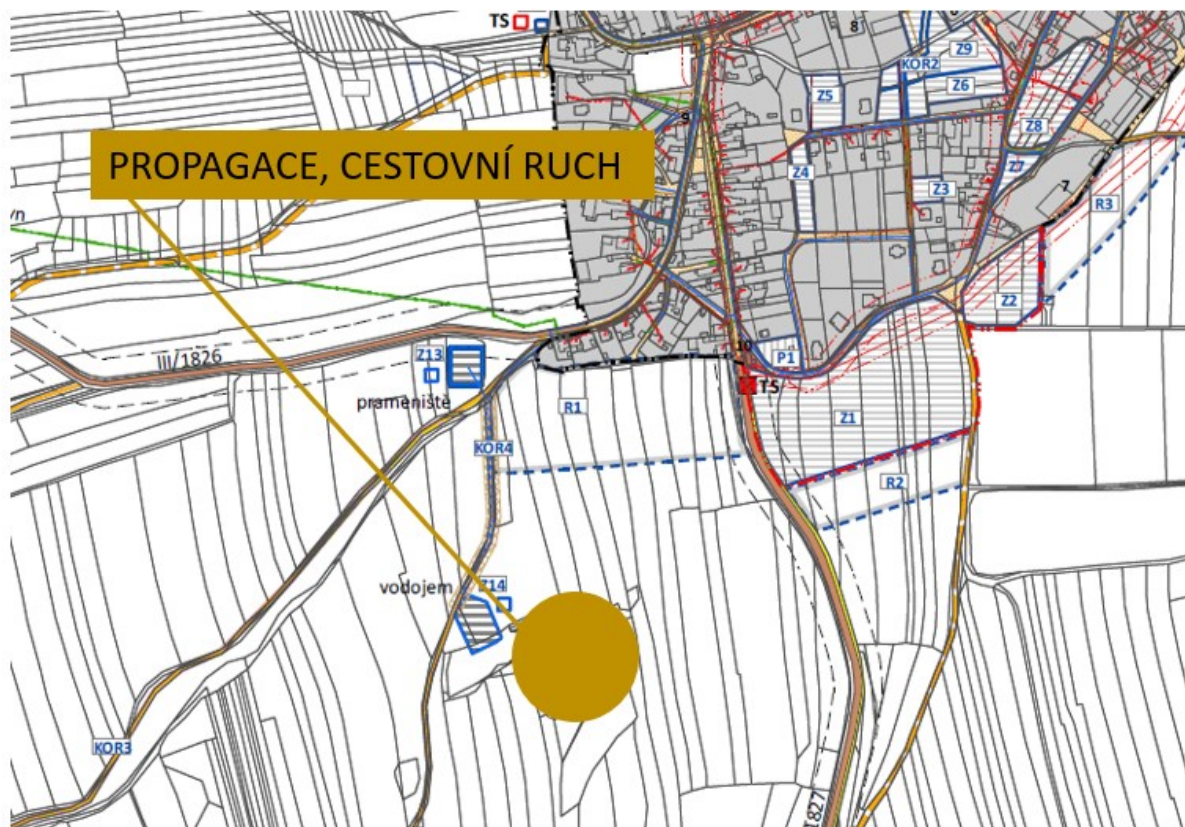 TS
8
Z9
KOR2
Z6
Z5
9
Z8
PROPAGACE, CESTOVNÍ RUCH
Z4
Z7
Z3
7
R3
yn
Z2
III/1826
10
P1
Z13
TS
prameniště
R1
Z1
KOR4
R2
vodojem
Z14
KOR3
1827